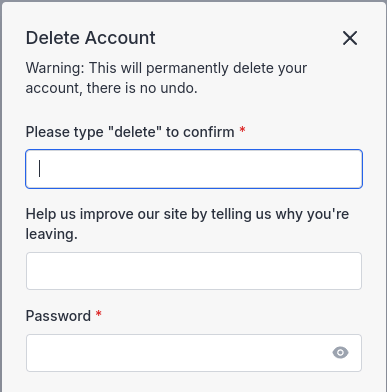 Delete Account
Warning: This will permanently delete your
account, there is no undo.
Please type "delete" to confirm *
Help us improve our site by telling us why you're
leaving.
Password *